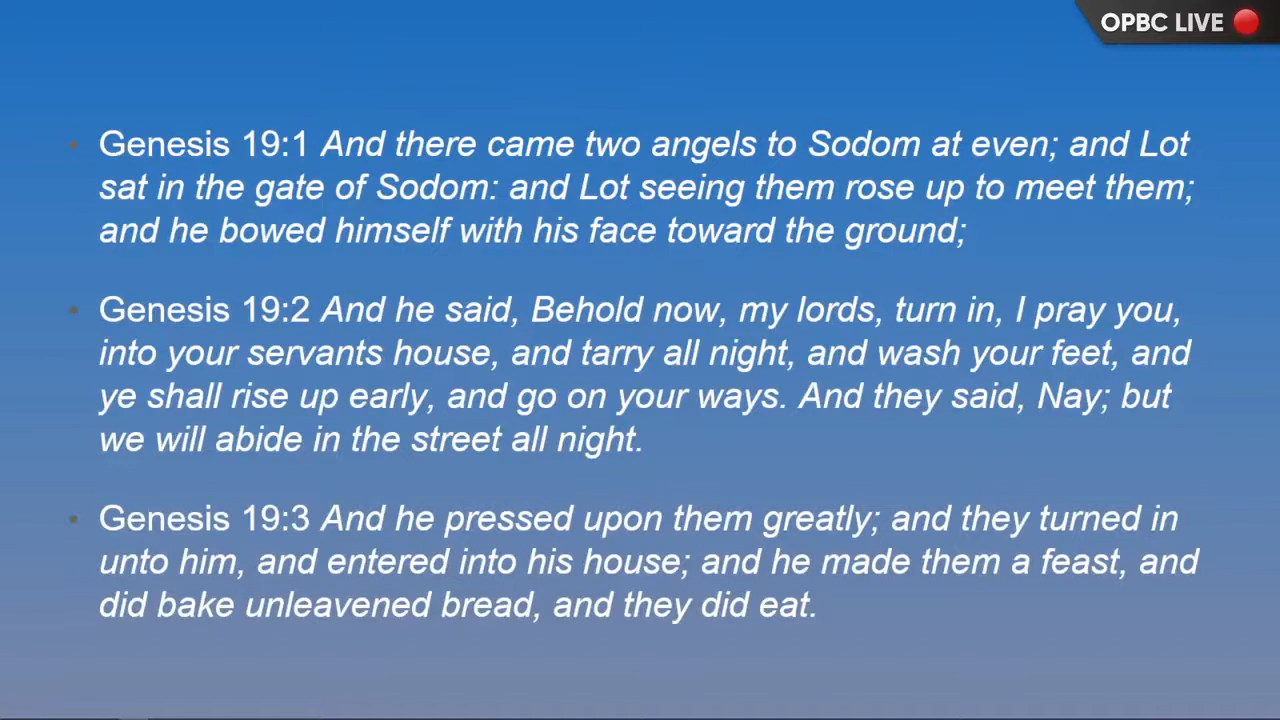 OPBC LIVE
• Genesis 19:1 And there came two angels to Sodom at even; and Lot
sat in the gate of Sodom: and Lot seeing them rose up to meet them;
and he bowed himself with his face toward the ground;
• Genesis 19:2 And he said, Behold now, my lords, turn in, I pray you,
into your servants house, and tarry all night, and wash your feet, and
ye shall rise up early, and go on your ways. And they said, Nay; but
we will abide in the street all night.
• Genesis 19:3 And he pressed upon them greatly; and they turned in
unto him, and entered into his house; and he made them a feast, and
did bake unleavened bread, and they did eat.